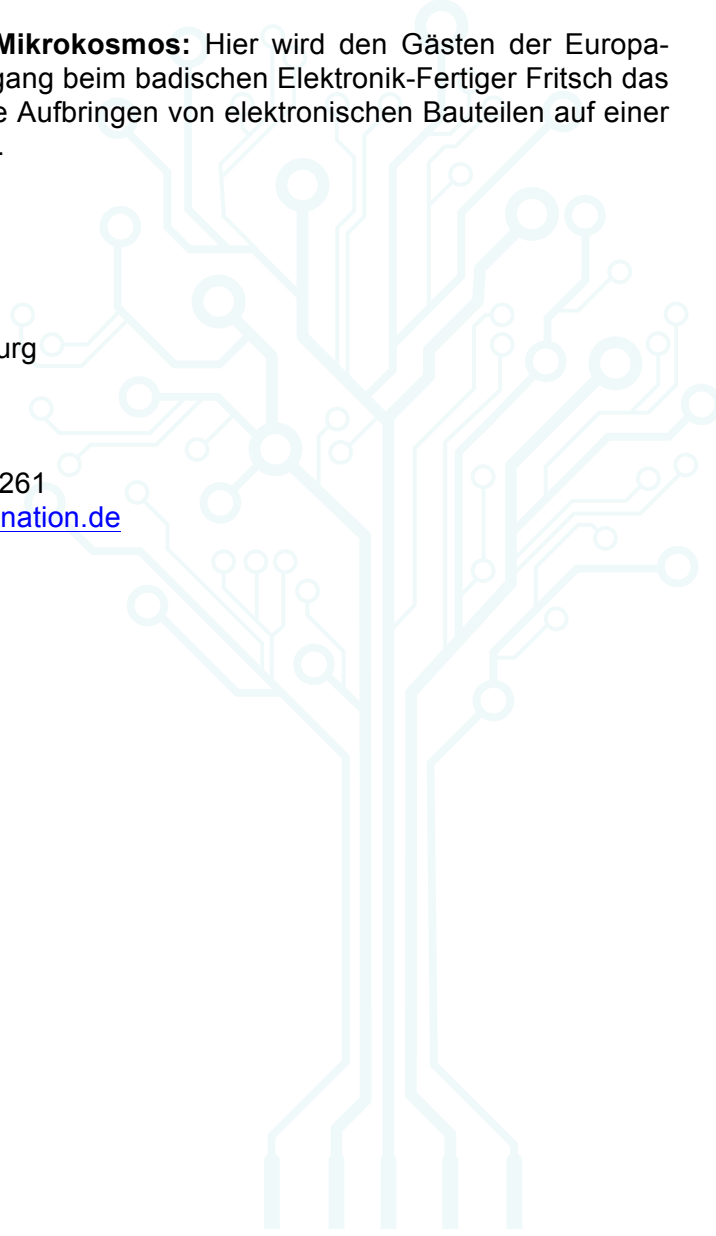 Mikrokosmos: Hier wird den Gästen der Europa-
gang beim badischen Elektronik-Fertiger Fritsch das
e Aufbringen von elektronischen Bauteilen auf einer
.
urg
261
nation.de